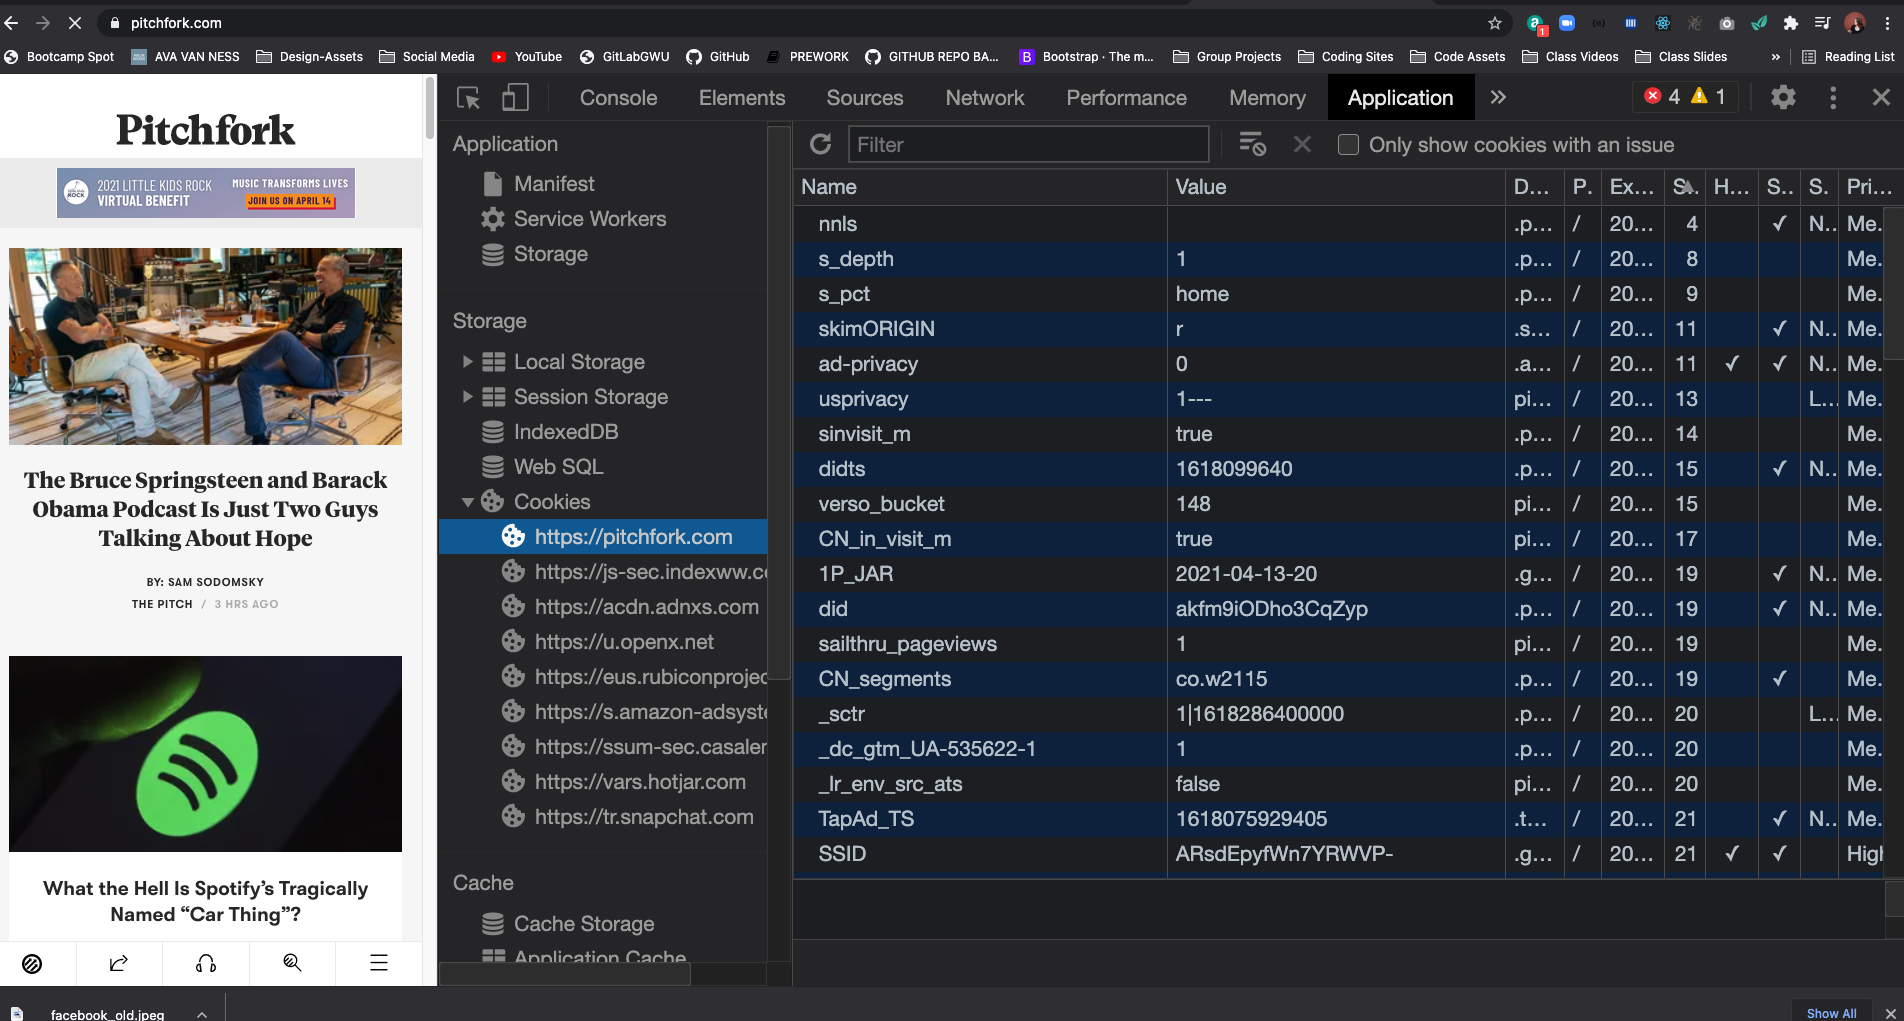 pitchfork.com
1
Bootcamp Spot
AVA VAN NESS
Design-Assets
Social Media
YouTube
GitLabGWU
GitHub
PREWORK
GITHUB REPO BA...
B
Bootstrap · The m...
Group Projects
Coding Sites
Code Assets
Class Videos
Class Slides
»
Reading List
Pitchfork
2021 LITTLE KIDS ROCK
VIRTUAL BENEFIT
MUSIC TRANSFORMS LIVES
JOIN US ON APRIL 14
The Bruce Springsteen and Barack
Obama Podcast Is Just Two Guys
Talking About Hope
BY: SAM SODOMSKY
THE PITCH / 3 HRS AGO
What the Hell Is Spotify’s Tragically
Named “Car Thing”?
Console Elements Sources Network Performance Memory Application » 4 1
Application
Manifest
Service Workers
Storage
Storage
Local Storage
Session Storage
IndexedDB
Web SQL
Cookies
https://pitchfork.com
https://js-sec.indexww.c
https://acdn.adnxs.com
https://u.openx.net
https://eus.rubiconprojec
https://s.amazon-adsyste
https://ssum-sec.casaler
https://vars.hotjar.com
https://tr.snapchat.com
Cache
Cache Storage
Application Cache
Filter
Only show cookies with an issue
Name Value D... P. Ex... S.. H... S.. S. Pri...
nnls .p... / 20... 4 ✓ N.. Me.
s_depth 1 .p... / 20... 8 Me.
s_pct home .p... / 20... 9 Me.
skimORIGIN r .s... / 20... 11 ✓ N.. Me.
ad-privacy 0 .a... / 20... 11 ✓ ✓ N.. Me.
usprivacy 1--- pi... / 20... 13 L... Me.
sinvisit_m true .p... / 20... 14 Me.
didts 1618099640 .p... / 20... 15 ✓ N.. Me.
verso_bucket 148 pi... / 20... 15 Me.
CN_in_visit_m true pi... / 20... 17 Me.
1P_JAR 2021-04-13-20 .g... / 20... 19 ✓ N.. Me.
did akfm9iODho3CqZyp .p... / 20... 19 ✓ N.. Me.
sailthru_pageviews 1 pi... / 20... 19 Me.
CN_segments co.w2115 .p... / 20... 19 ✓ Me.
_sctr 1|1618286400000 .p... / 20... 20 L... Me.
_dc_gtm_UA-535622-1 1 .p... / 20... 20 Me.
_lr_env_src_ats false pi... / 20... 20 Me.
TapAd_TS 1618075929405 .t... / 20... 21 ✓ N.. Me.
SSID ARsdEpyfWn7YRWVP- .g... / 20... 21 ✓ ✓ High
facebook_old.jpeg
Show All